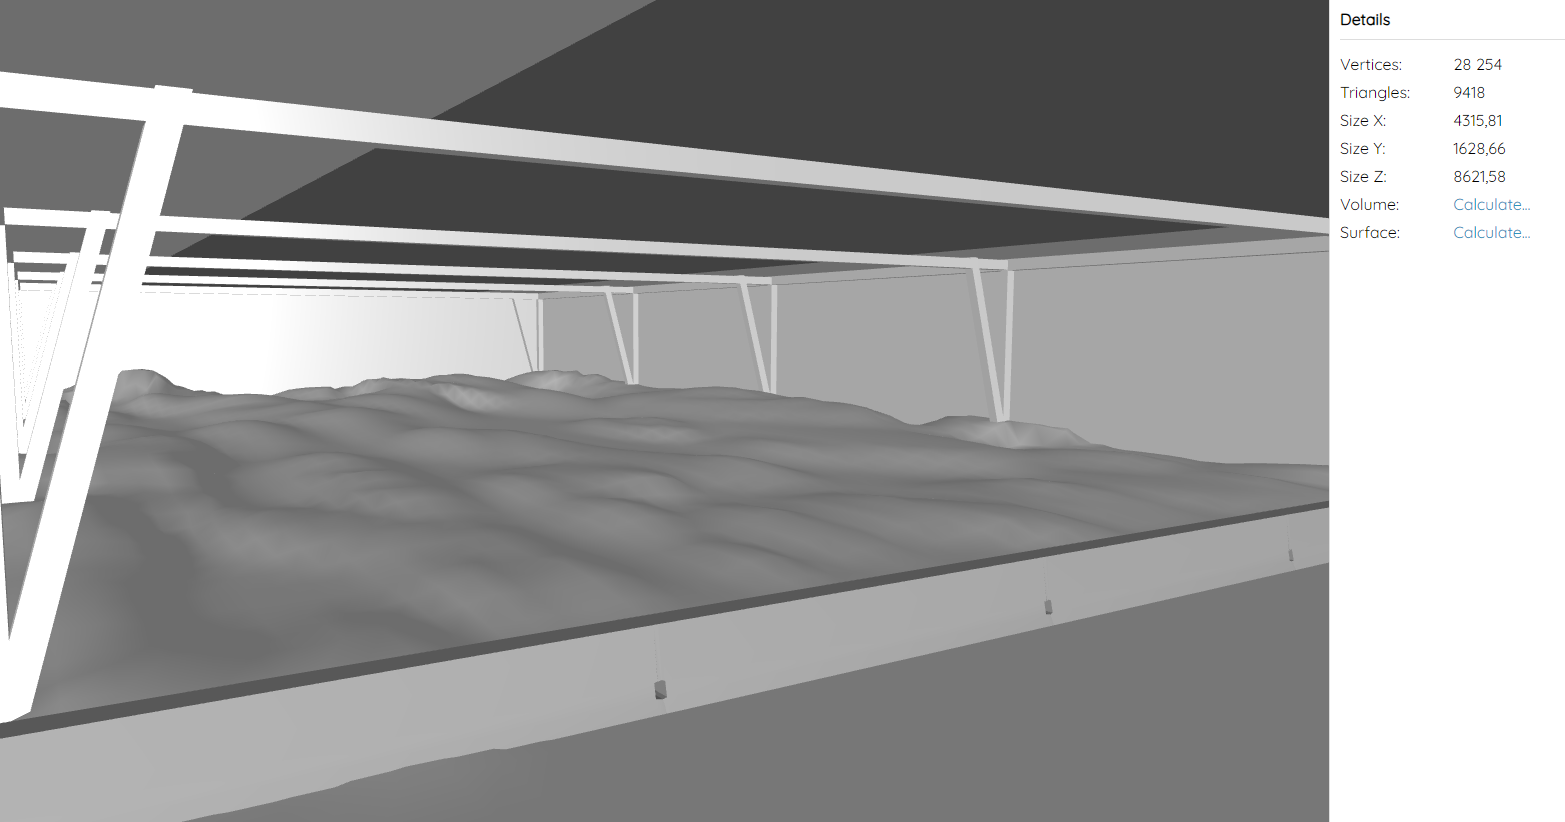 Details
Vertices: 28 254
Triangles: 9418
Size X: 4315,81
Size Y: 1628,66
Size Z: 8621,58
Volume: Calculate...
Surface: Calculate...